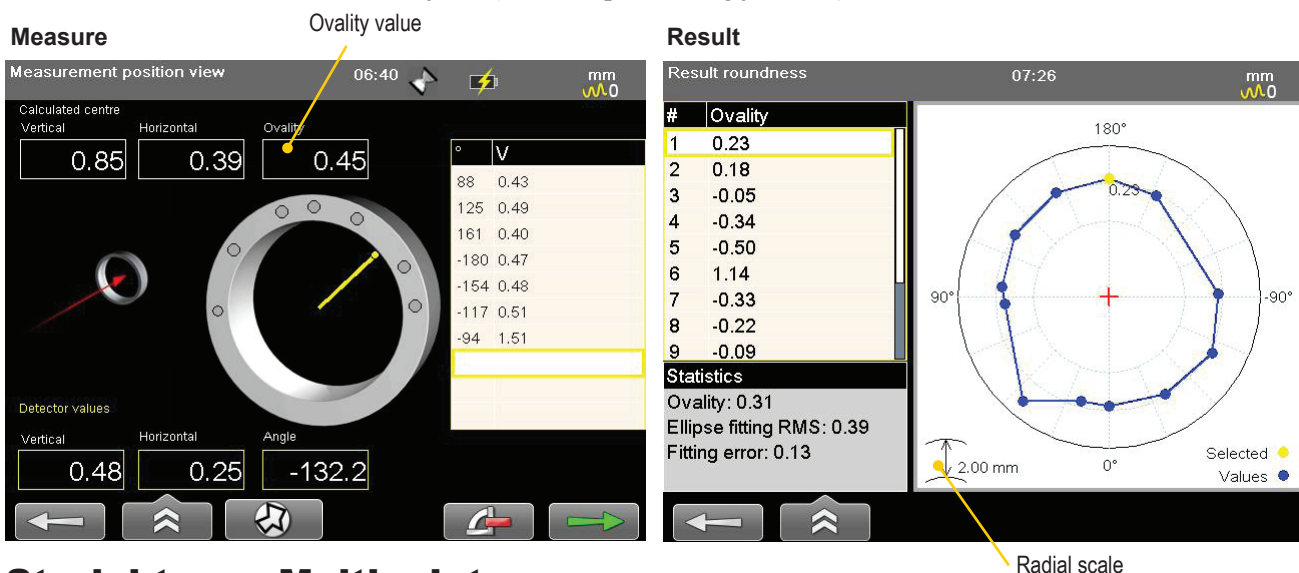 Ovality value
Measure
Measurement position view 06:40 mm
0
Calculated centre
Vertical Horizontal Ovality
0.85 0.39 0.45
° V
88 0.43
125 0.49
161 0.40
-180 0.47
-154 0.48
-117 0.51
-94 1.51
Detector values
Vertical Horizontal Angle
0.48 0.25 -132.2
Result
Result roundness 07:26 mm
0
# Ovality
1 0.23
2 0.18
3 -0.05
4 -0.34
5 -0.50
6 1.14
7 -0.33
8 -0.22
9 -0.09
Statistics
Ovality: 0.31
Ellipse fitting RMS: 0.39
Fitting error: 0.13
180°
0.23
90° -90°
0°
2.00 mm
Selected
Values
Radial scale